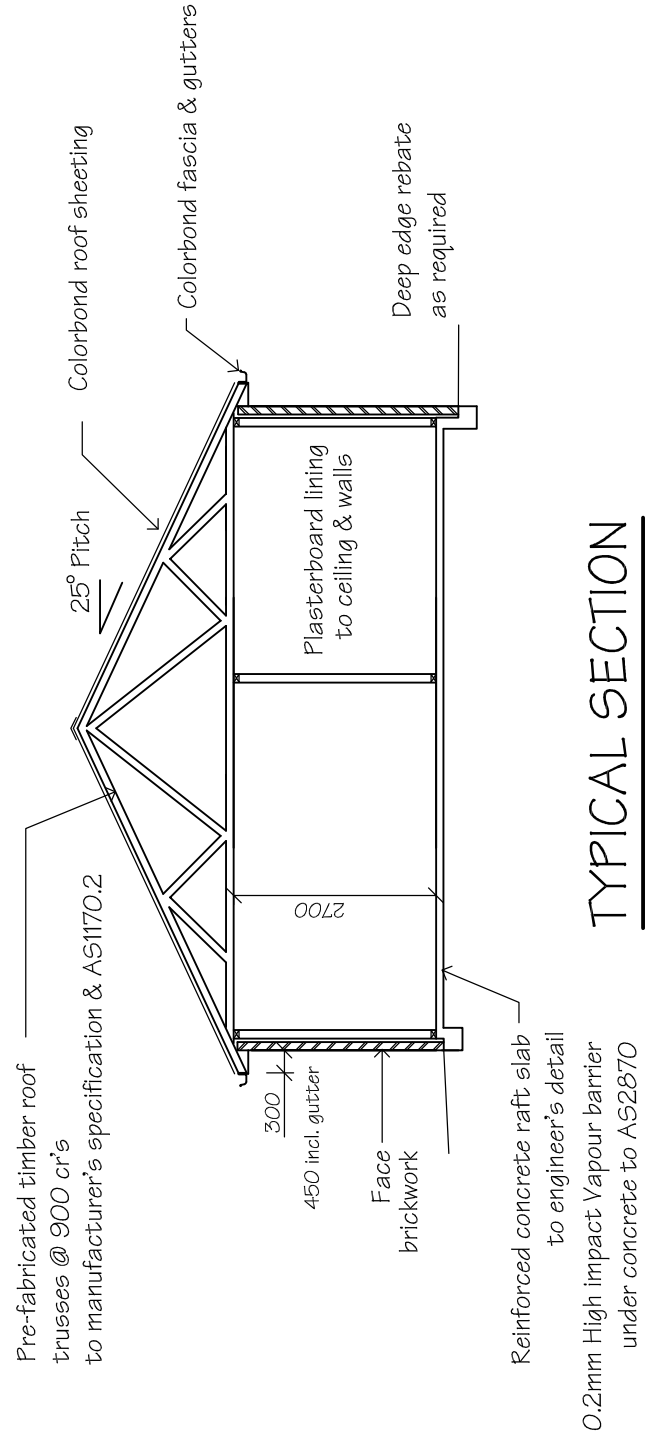 Pre-fabricated timber roof
trusses @ 900 cr's
to manufacturer's specification & AS1170.2
25° Pitch
Colorbond roof sheeting
Colorbond fascia & gutters
300
450 incl. gutter
Face
brickwork
2700
Plasterboard lining
to ceiling & walls
Deep edge rebate
as required
Reinforced concrete raft slab
to engineer's detail
0.2mm High impact Vapour barrier
under concrete to AS2870
TYPICAL SECTION